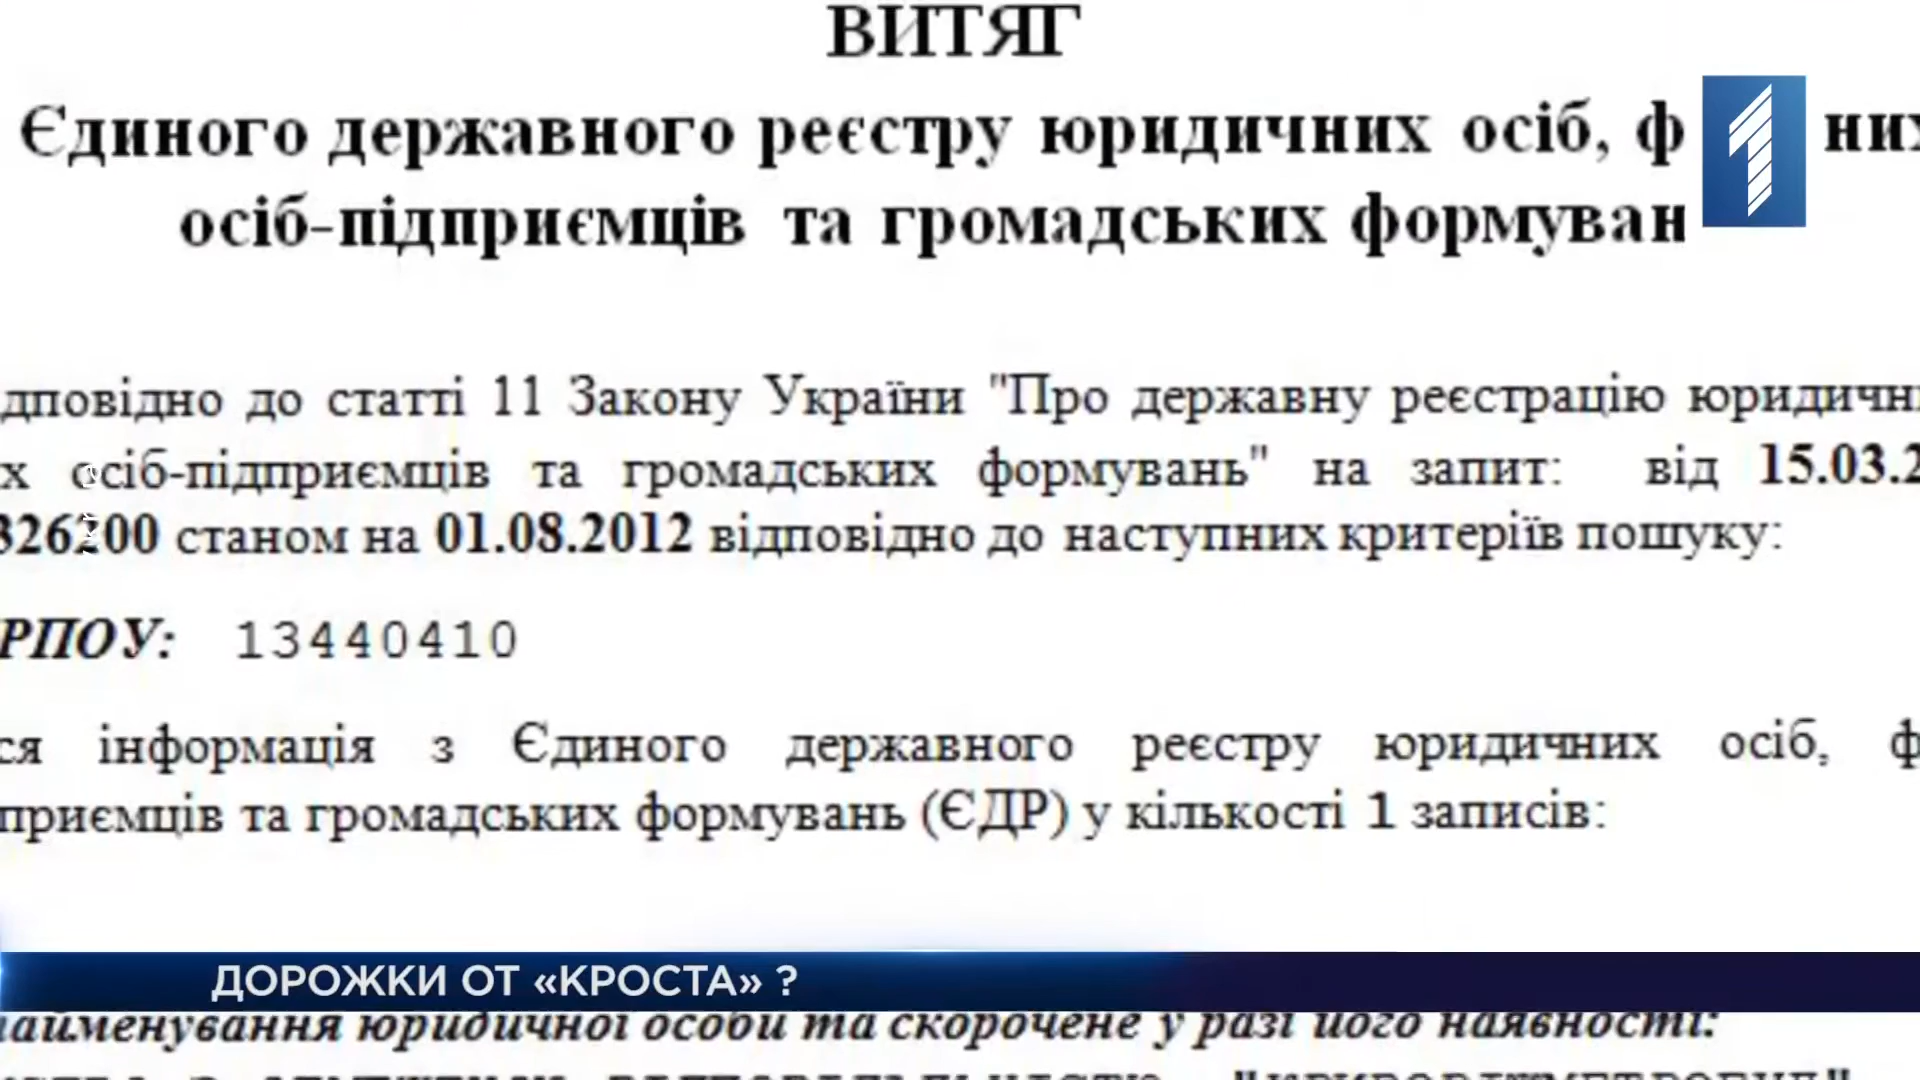 ВИТЯГ
Єдиного державного реєстру юридичних осіб, ф них
осіб-підприємців та громадських формуван
дповідно до статті 11 Закону України "Про державну реєстрацію юридичн
х осіб-підприємців та громадських формувань" на запит: від 15.03.2
326200 станом на 01.08.2012 відповідно до наступних критеріїв пошуку:
РПОУ: 13440410
ся інформація з Єдиного державного реєстру юридичних осіб, ф
приємців та громадських формувань (ЄДР) у кількості 1 записів:
ДОРОЖКИ ОТ «КРОСТА» ?
найменування юридичної особи та скорочене у разі його наявності: